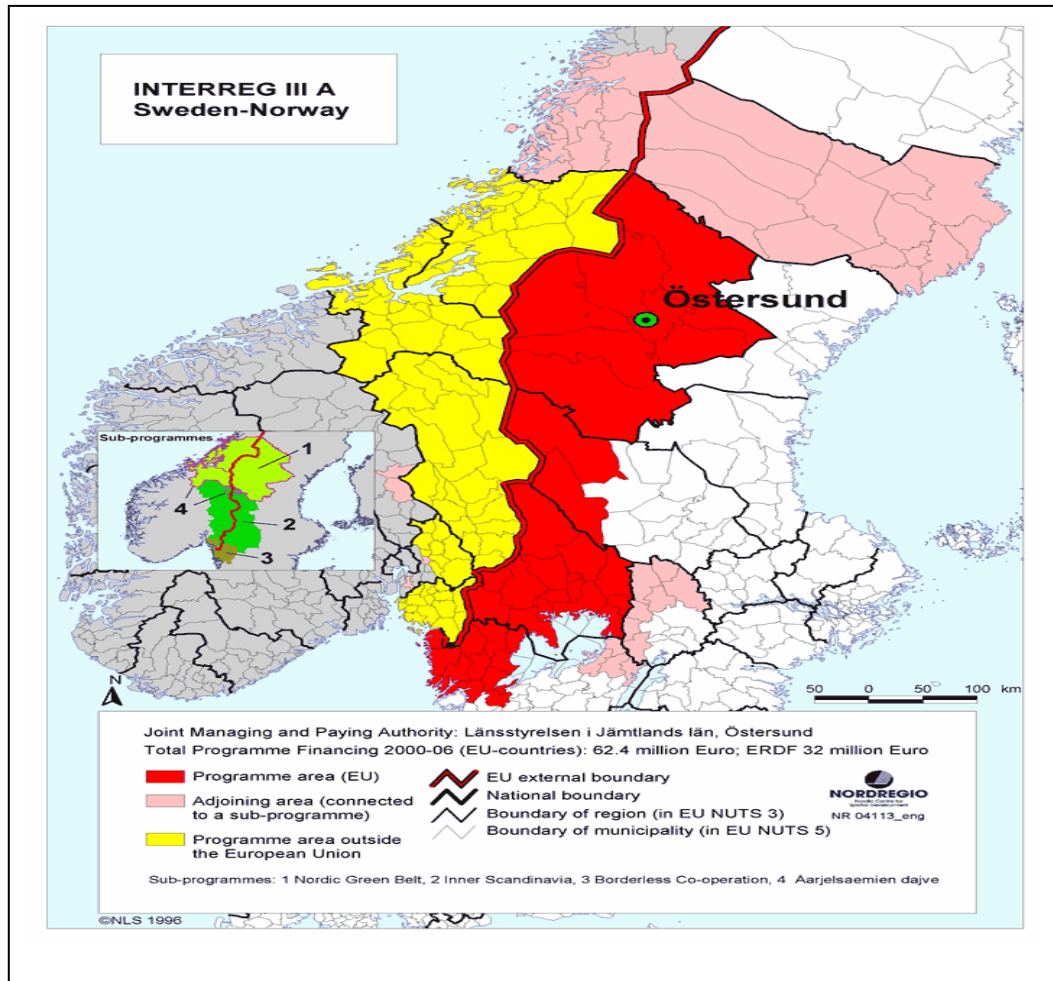 INTERREG III A
Sweden-Norway
Östersund
Sub-programmes
1
4
2
3
N
50 0 50 100 km
Joint Managing and Paying Authority: Länsstyrelsen i Jämtlands län, Östersund
Total Programme Financing 2000-06 (EU-countries): 62.4 million Euro; ERDF 32 million Euro
Programme area (EU)
Adjoining area (connected
to a sub-programme)
Programme area outside
the European Union
EU external boundary
National boundary
Boundary of region (in EU NUTS 3)
Boundary of municipality (in EU NUTS 5)
NORDREGIO
Nordic Centre for
Spatial Development
NR 04113_eng
Sub-programmes: 1 Nordic Green Belt, 2 Inner Scandinavia, 3 Borderless Co-operation, 4 Åarjelsaemien dajve
©NLS 1996